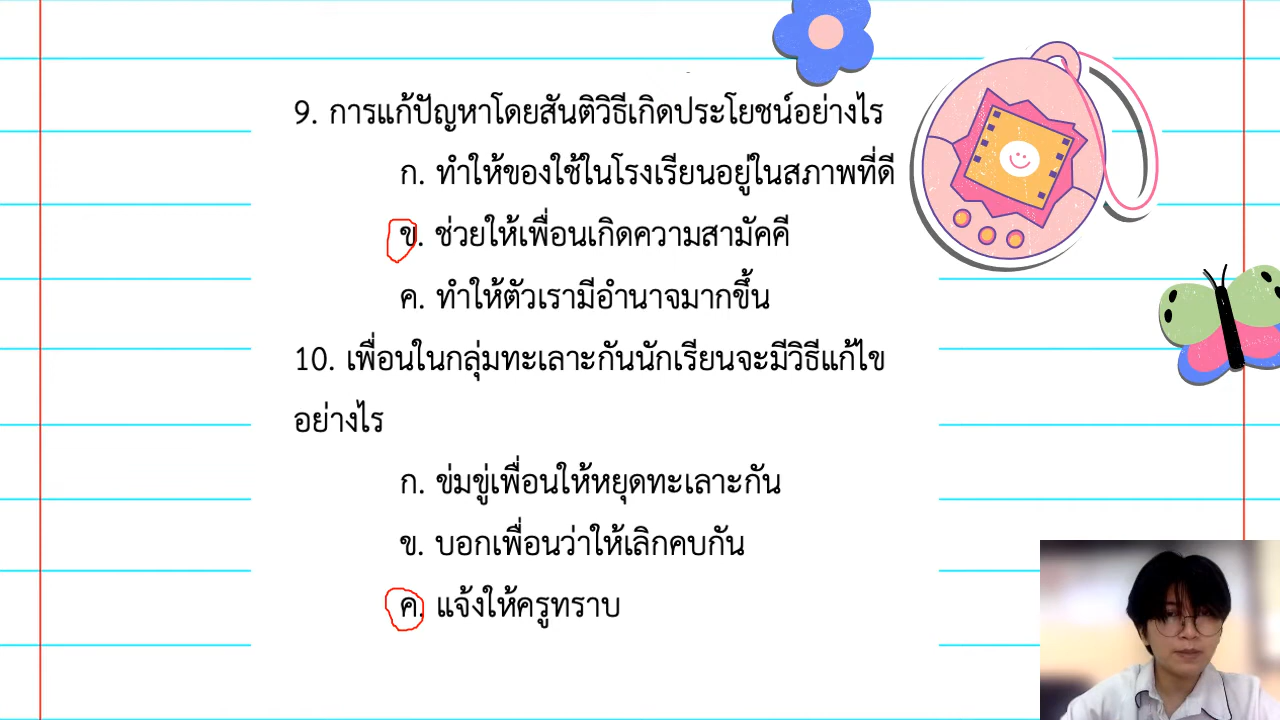 9. การแก้ปัญหาโดยสันติวิธีเกิดประโยชน์อย่างไร
ก. ทำให้ของใช้ในโรงเรียนอยู่ในสภาพที่ดี
ข. ช่วยให้เพื่อนเกิดความสามัคคี
ค. ทำให้ตัวเรามีอำนาจมากขึ้น
10. เพื่อนในกลุ่มทะเลาะกันนักเรียนจะมีวิธีแก้ไข
อย่างไร
ก. ข่มขู่เพื่อนให้หยุดทะเลาะกัน
ข. บอกเพื่อนว่าให้เลิกคบกัน
ค. แจ้งให้ครูทราบ